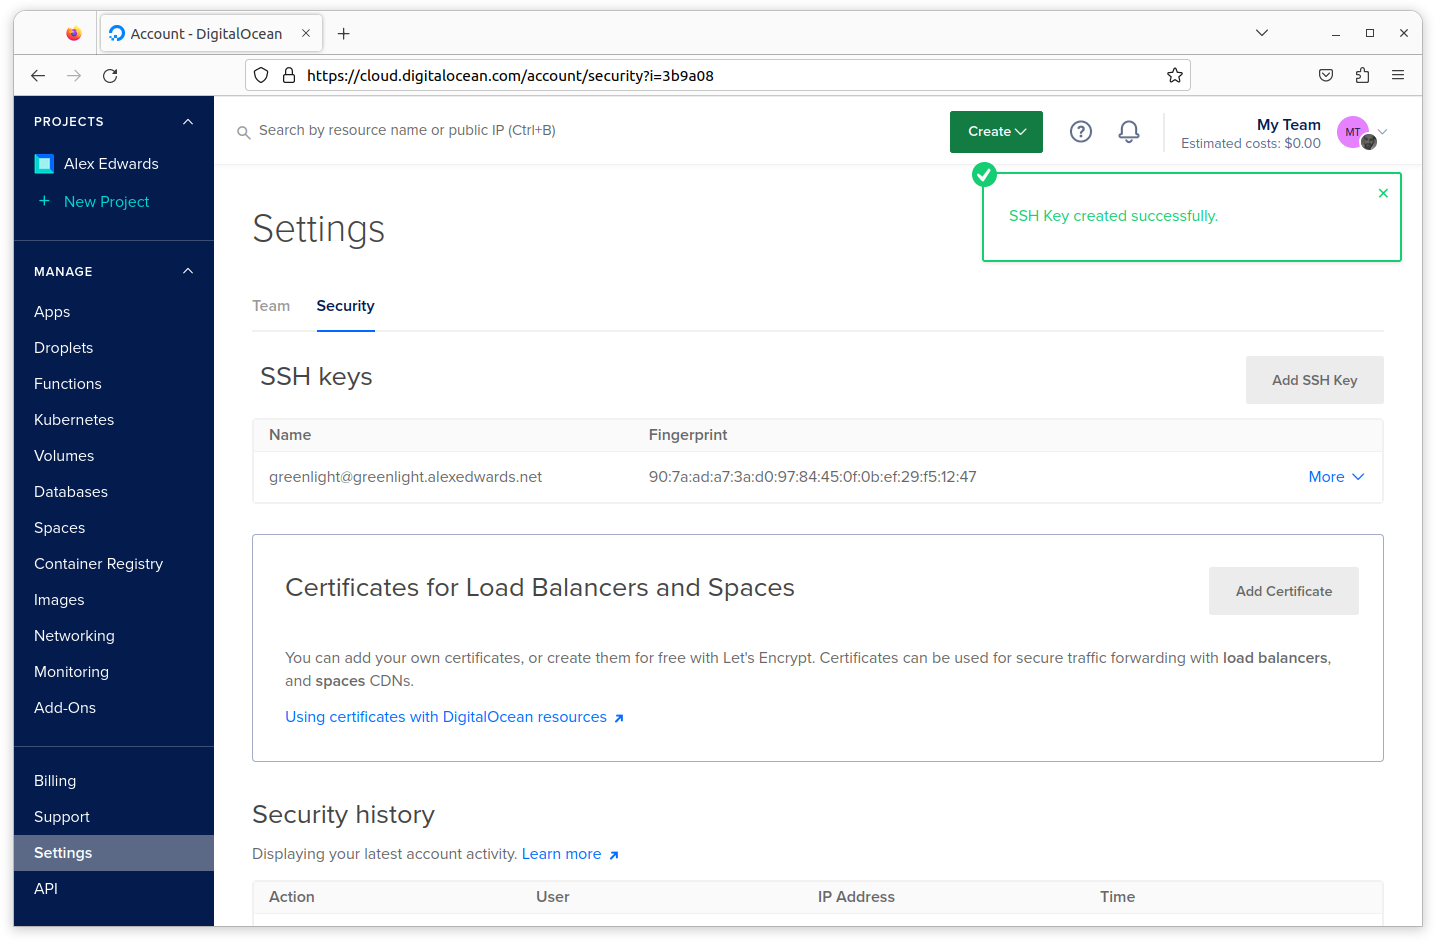 Account - DigitalOcean
https://cloud.digitalocean.com/account/security?i=3b9a08
PROJECTS
Alex Edwards
+ New Project
MANAGE
Apps
Droplets
Functions
Kubernetes
Volumes
Databases
Spaces
Container Registry
Images
Networking
Monitoring
Add-Ons
Billing
Support
Settings
API
Search by resource name or public IP (Ctrl+B)
Create
My Team
Estimated costs: $0.00
MT
SSH Key created successfully.
Settings
Team Security
SSH keys
Add SSH Key
Name Fingerprint
greenlight@greenlight.alexedwards.net 90:7a:ad:a7:3a:d0:97:84:45:0f:0b:ef:29:f5:12:47 More
Certificates for Load Balancers and Spaces
Add Certificate
You can add your own certificates, or create them for free with Let's Encrypt. Certificates can be used for secure traffic forwarding with load balancers,
and spaces CDNs.
Using certificates with DigitalOcean resources
Security history
Displaying your latest account activity. Learn more
Action User IP Address Time